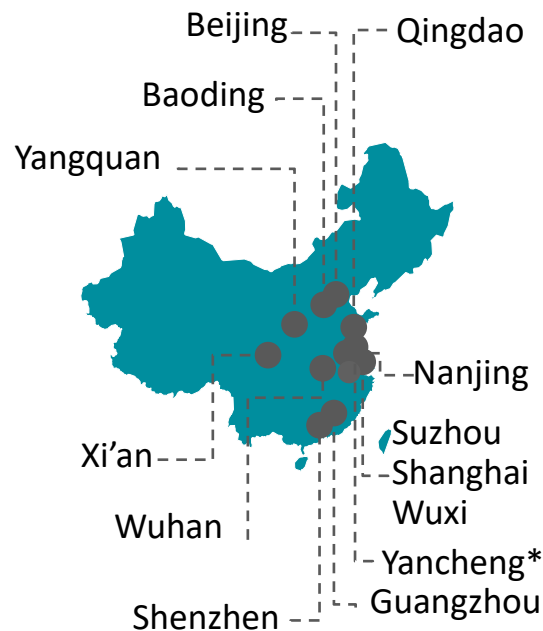 Beijing
Qingdao
Baoding
Yangquan
Nanjing
Suzhou
Shanghai
Wuxi
Xi'an
Wuhan
Yancheng*
Guangzhou
Shenzhen